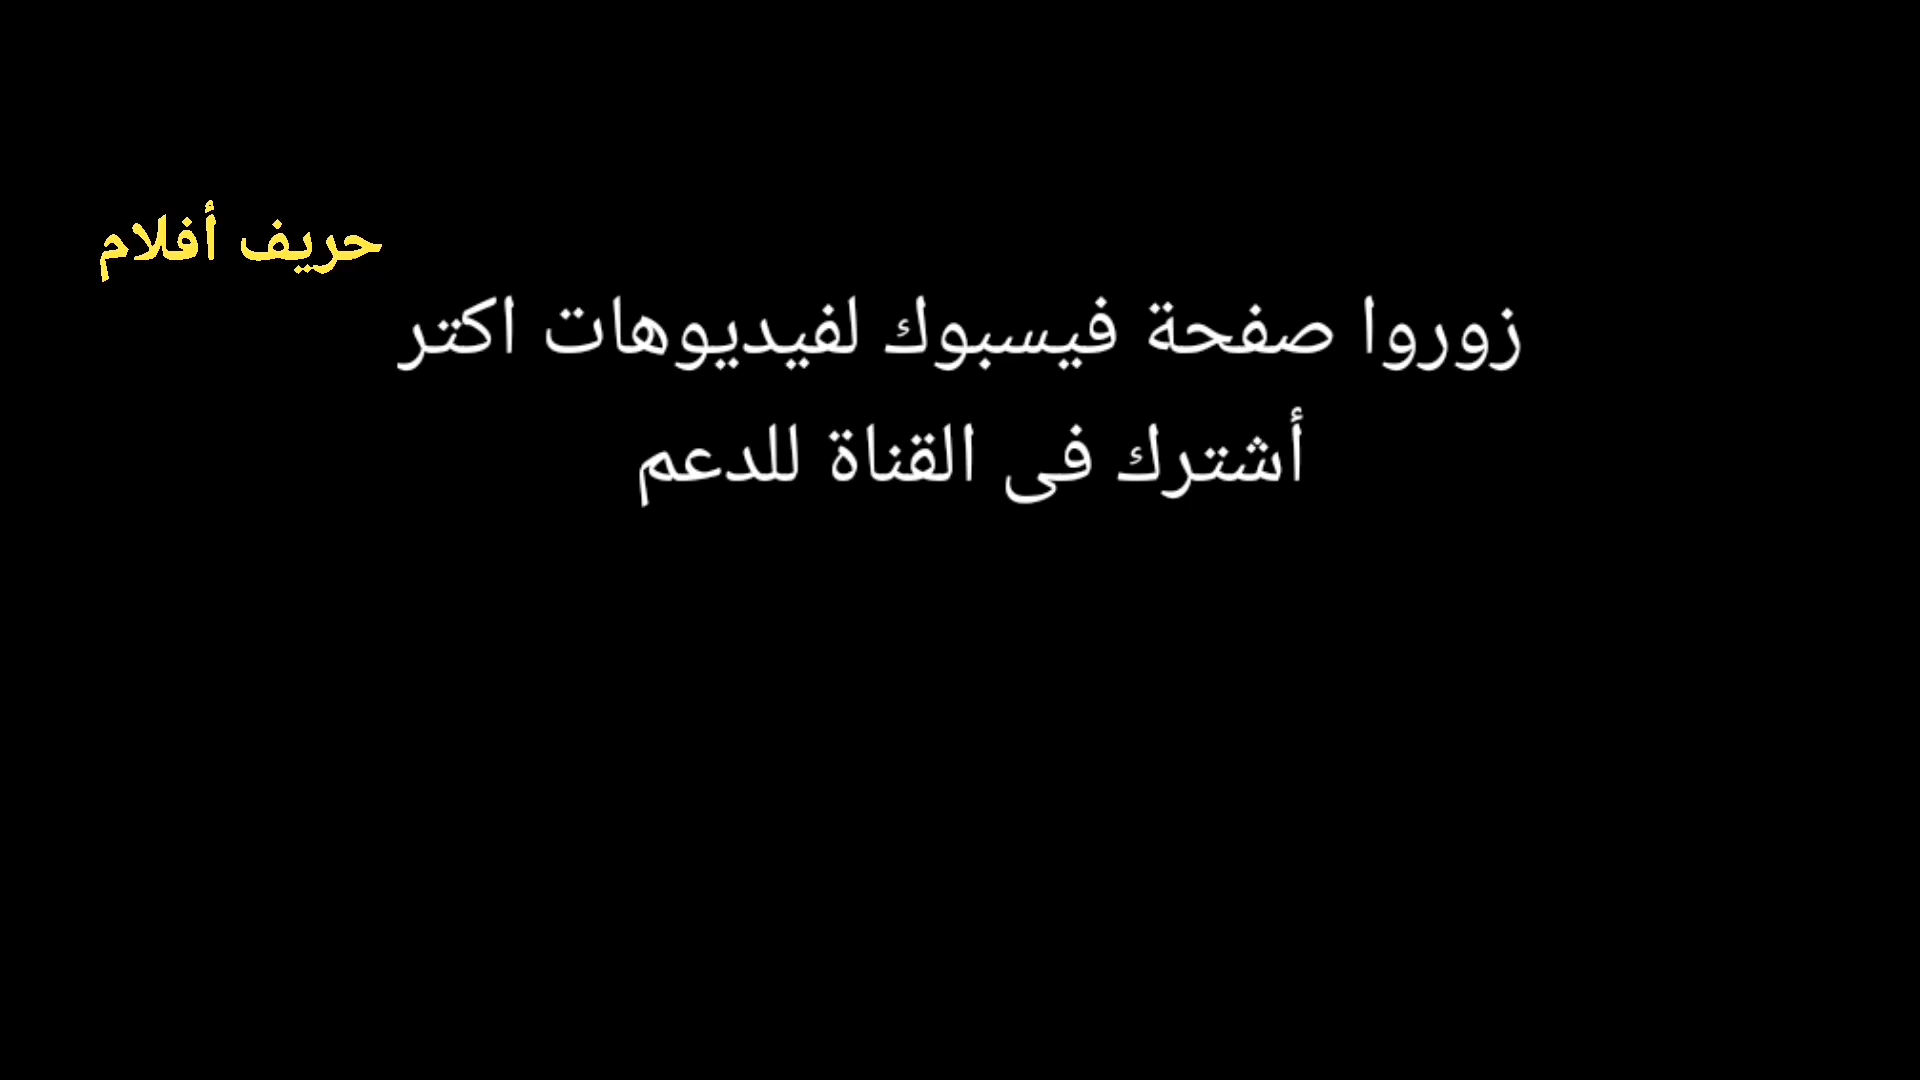 حريف أفلام
زوروا صفحة فيسبوك لفيديوهات اكتر
أشترك فى القناة للدعم